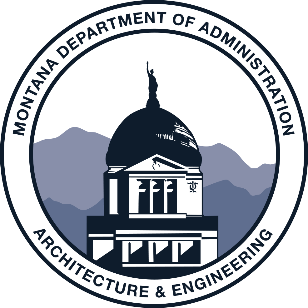 MONTANA DEPARTMENT OF ADMINISTRATION
ARCHITECTURE & ENGINEERING